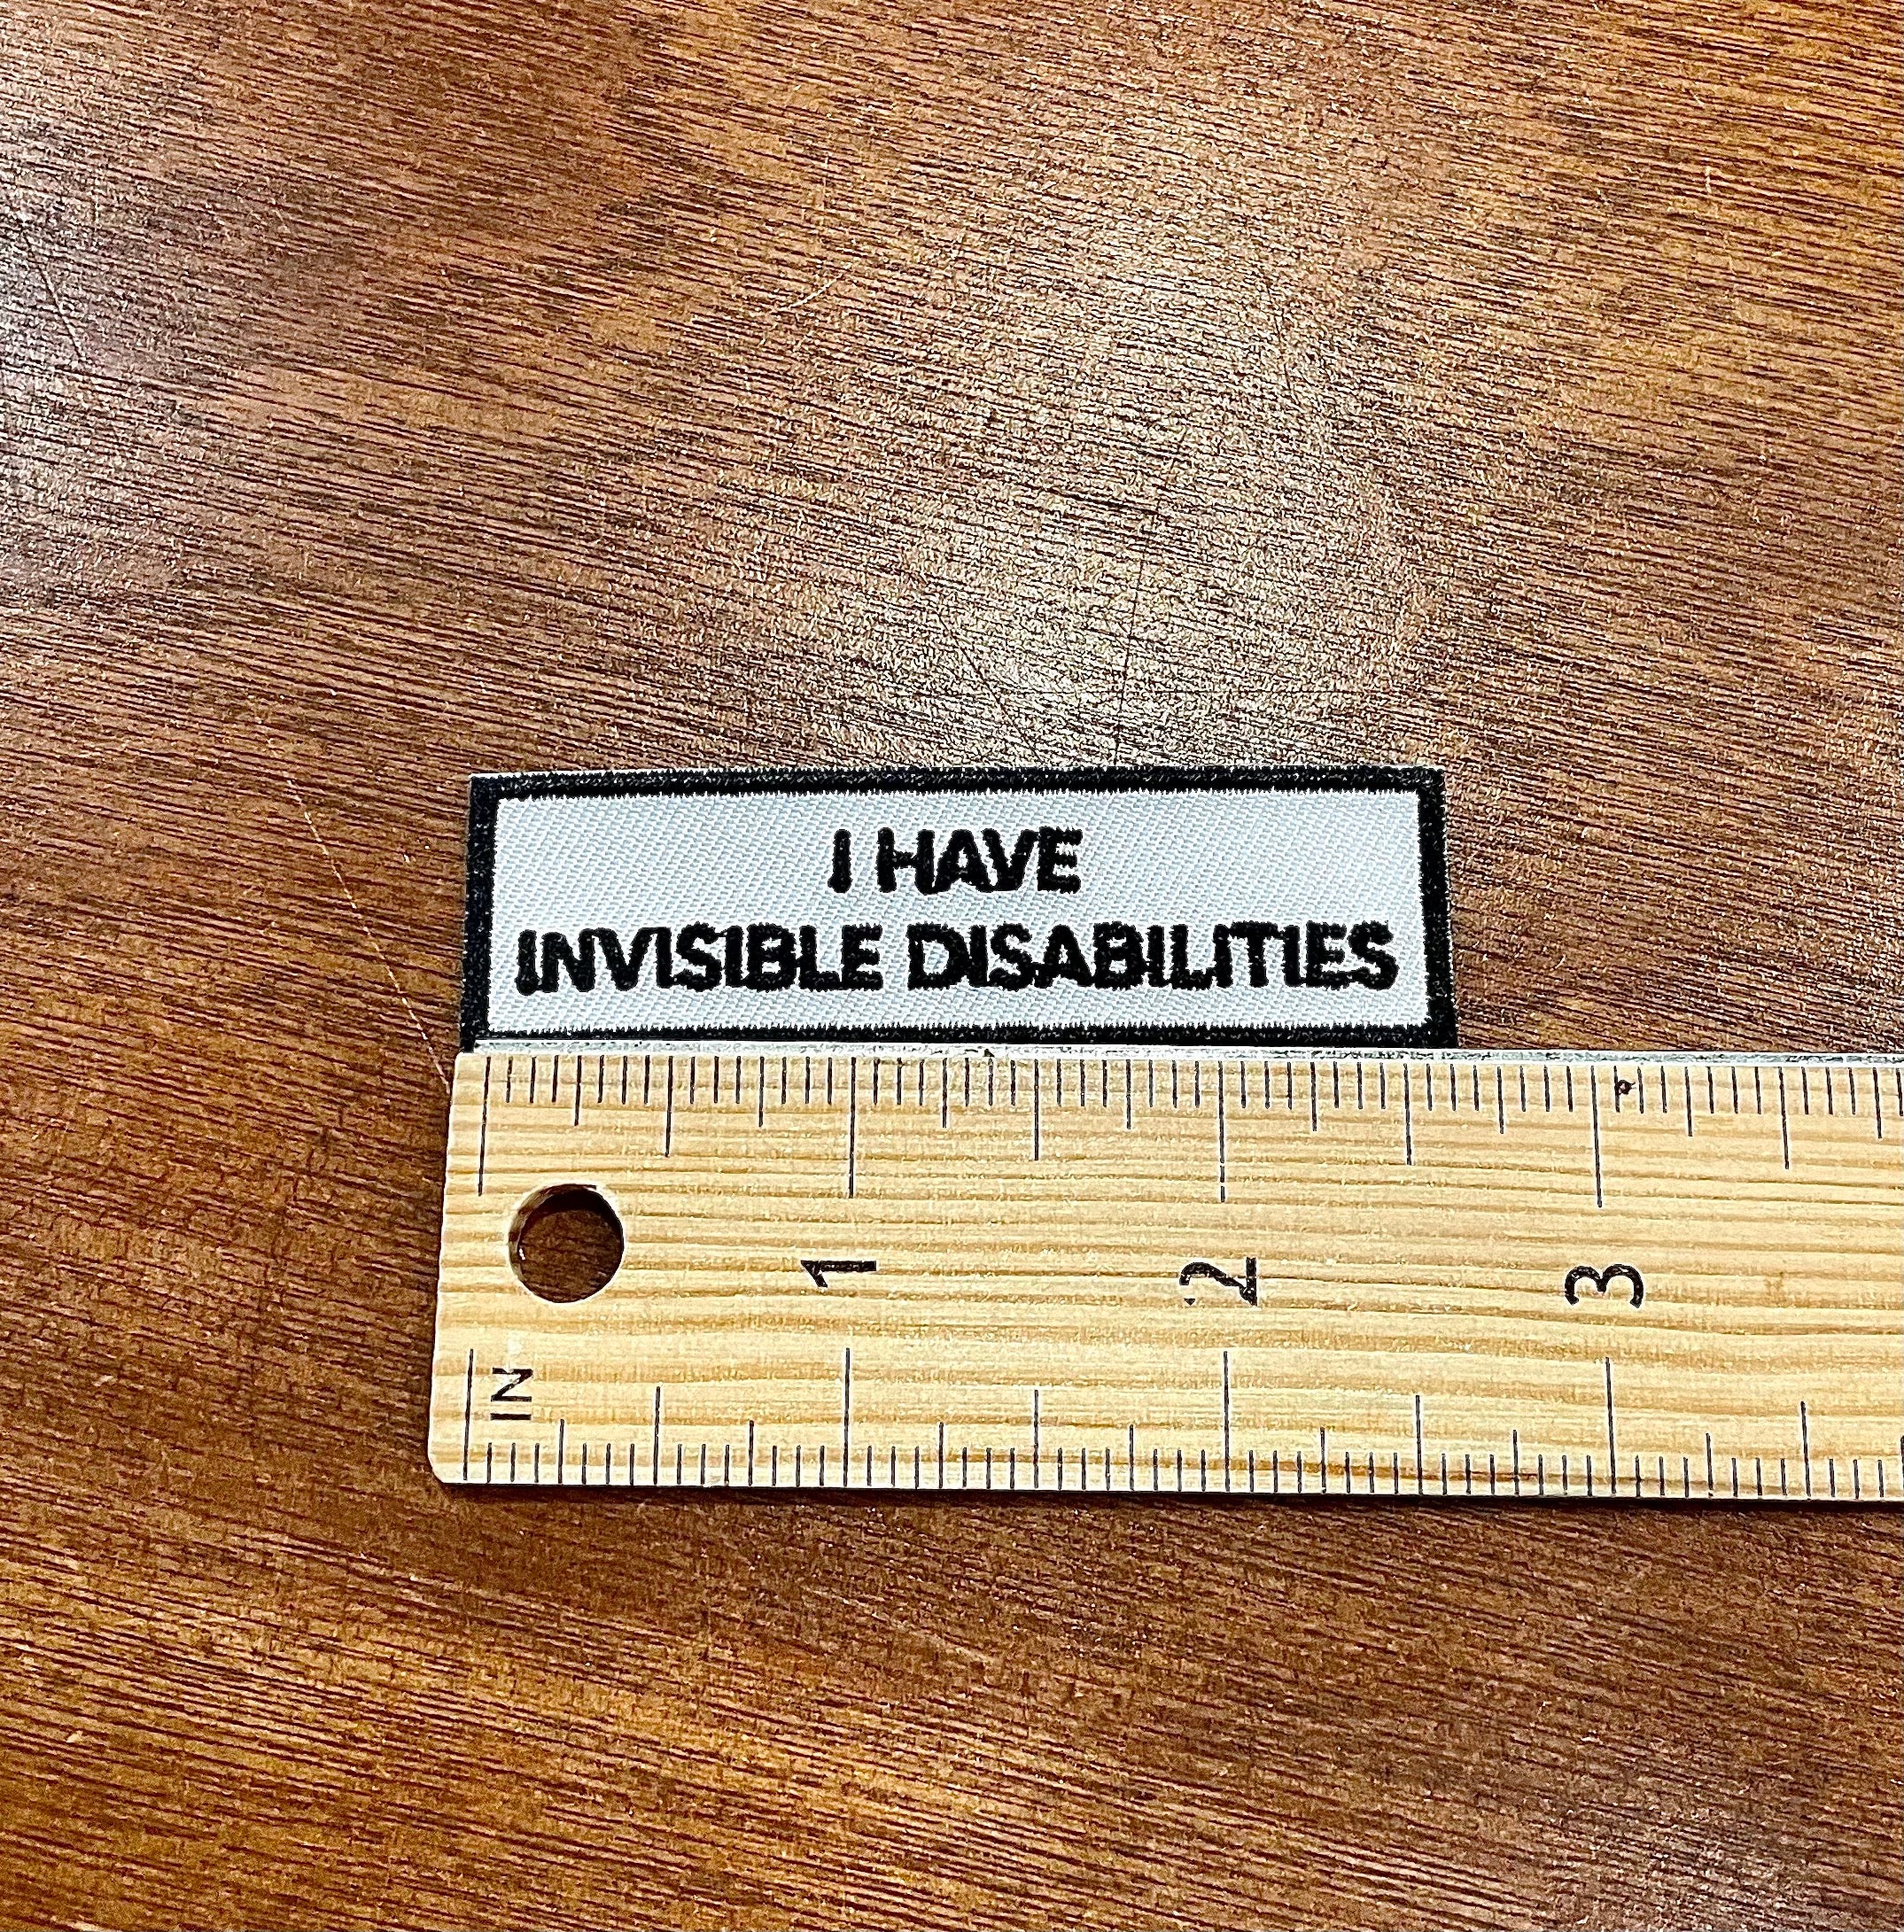 I HAVE
INVISIBLE DISABILITIES
1 2 3
IN